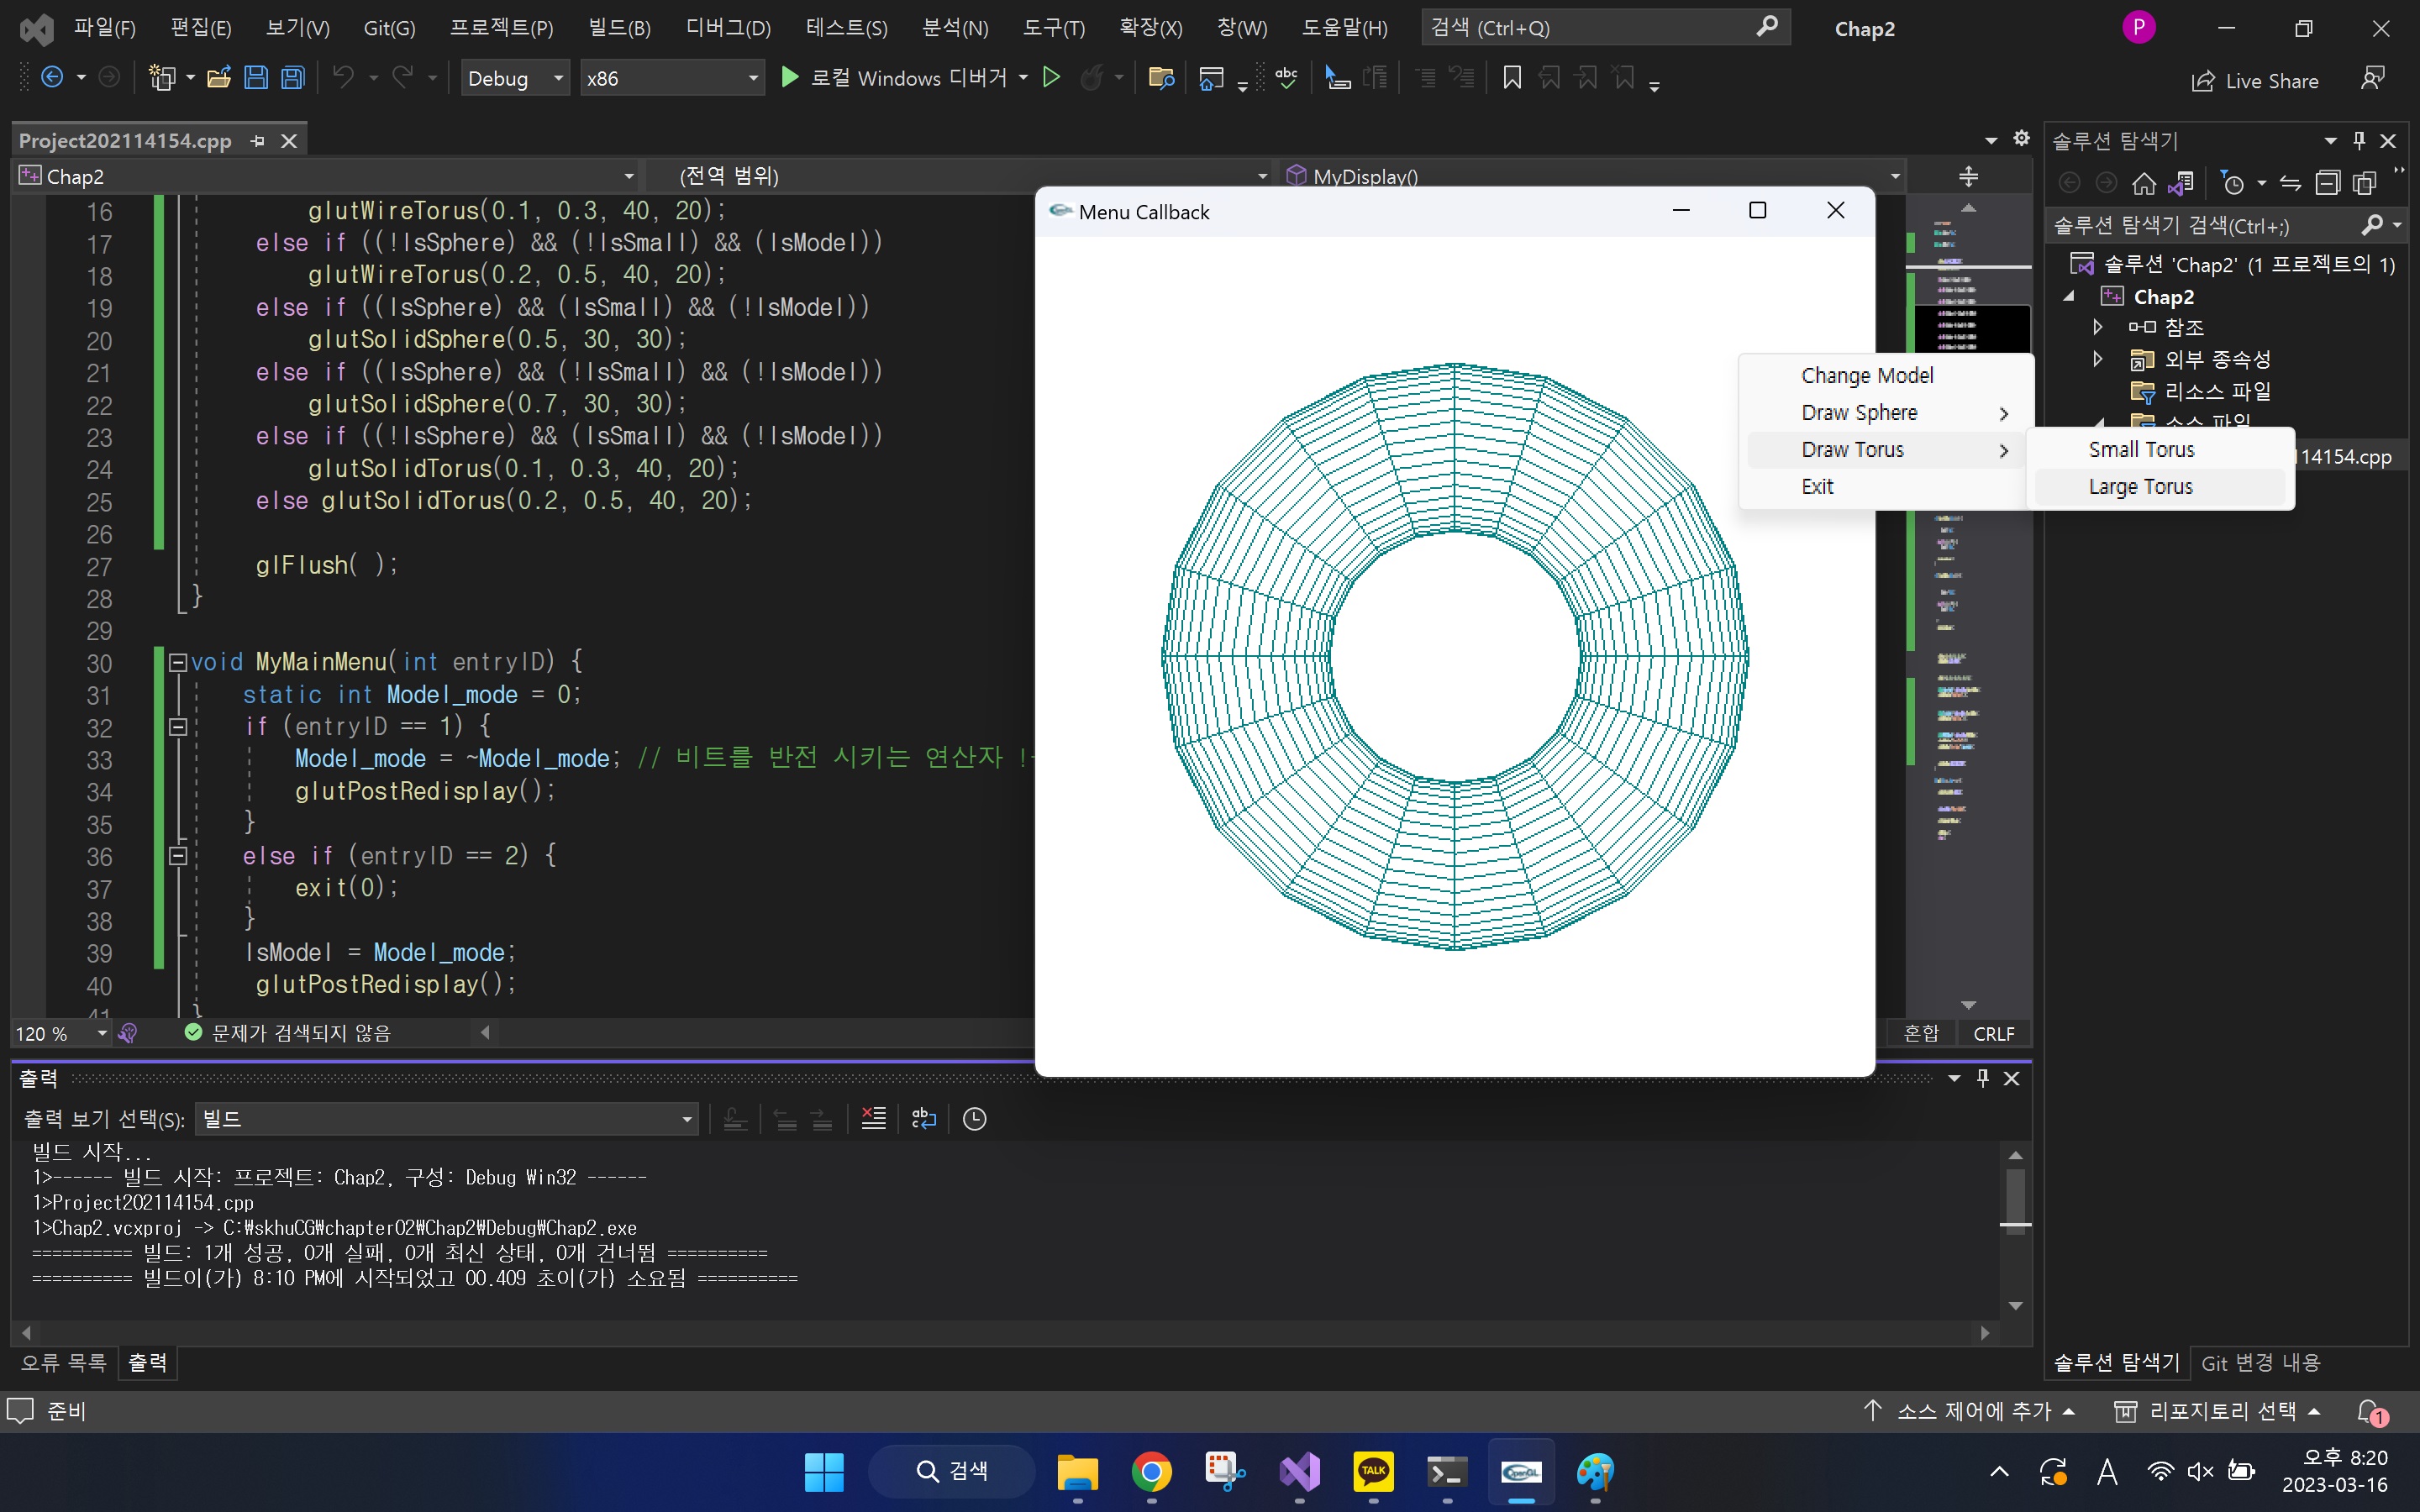 파일(F) 편집(E) 보기(V) Git(G) 프로젝트(P) 빌드(B) 디버그(D) 테스트(S) 분석(N) 도구(T) 확장(X) 창(W) 도움말(H) 검색 (Ctrl+Q) Chap2 P
Debug x86 로컬 Windows 디버거 abc Live Share
Project202114154.cpp
Chap2 (전역 범위) MyDisplay()
16 glutWireTorus(0.1, 0.3, 40, 20);
17 else if ((!IsSphere) && (!IsSmall) && (IsModel))
18 glutWireTorus(0.2, 0.5, 40, 20);
19 else if ((IsSphere) && (IsSmall) && (!IsModel))
20 glutSolidSphere(0.5, 30, 30);
21 else if ((IsSphere) && (!IsSmall) && (!IsModel))
22 glutSolidSphere(0.7, 30, 30);
23 else if ((!IsSphere) && (IsSmall) && (!IsModel))
24 glutSolidTorus(0.1, 0.3, 40, 20);
25 else glutSolidTorus(0.2, 0.5, 40, 20);
26
27 glFlush( );
28 }
29
30 void MyMainMenu(int entryID) {
31 static int Model_mode = 0;
32 if (entryID == 1) {
33 Model_mode = ~Model_mode; // 비트를 반전 시키는 연산자 !
34 glutPostRedisplay();
35 }
36 else if (entryID == 2) {
37 exit(0);
38 }
39 IsModel = Model_mode;
40 glutPostRedisplay();
41 }
120 % 문제가 검색되지 않음 혼합 CRLF
Menu Callback
Change Model
Draw Sphere
Draw Torus
Exit
Small Torus
Large Torus
솔루션 탐색기
솔루션 탐색기 검색(Ctrl+;)
솔루션 'Chap2' (1 프로젝트의 1)
Chap2
참조
외부 종속성
리소스 파일
소스 파일
14154.cpp
출력
출력 보기 선택(S): 빌드
빌드 시작...
1>------ 빌드 시작: 프로젝트: Chap2, 구성: Debug Win32 ------
1>Project202114154.cpp
1>Chap2.vcxproj -> C:₩skhuCG₩chapter02₩Chap2₩Debug₩Chap2.exe
========== 빌드: 1개 성공, 0개 실패, 0개 최신 상태, 0개 건너뜀 ==========
========== 빌드이(가) 8:10 PM에 시작되었고 00.409 초이(가) 소요됨 ==========
오류 목록 출력
솔루션 탐색기 Git 변경 내용
준비 소스 제어에 추가 리포지토리 선택 1
검색 TALK OpenGL A 오후 8:20
2023-03-16